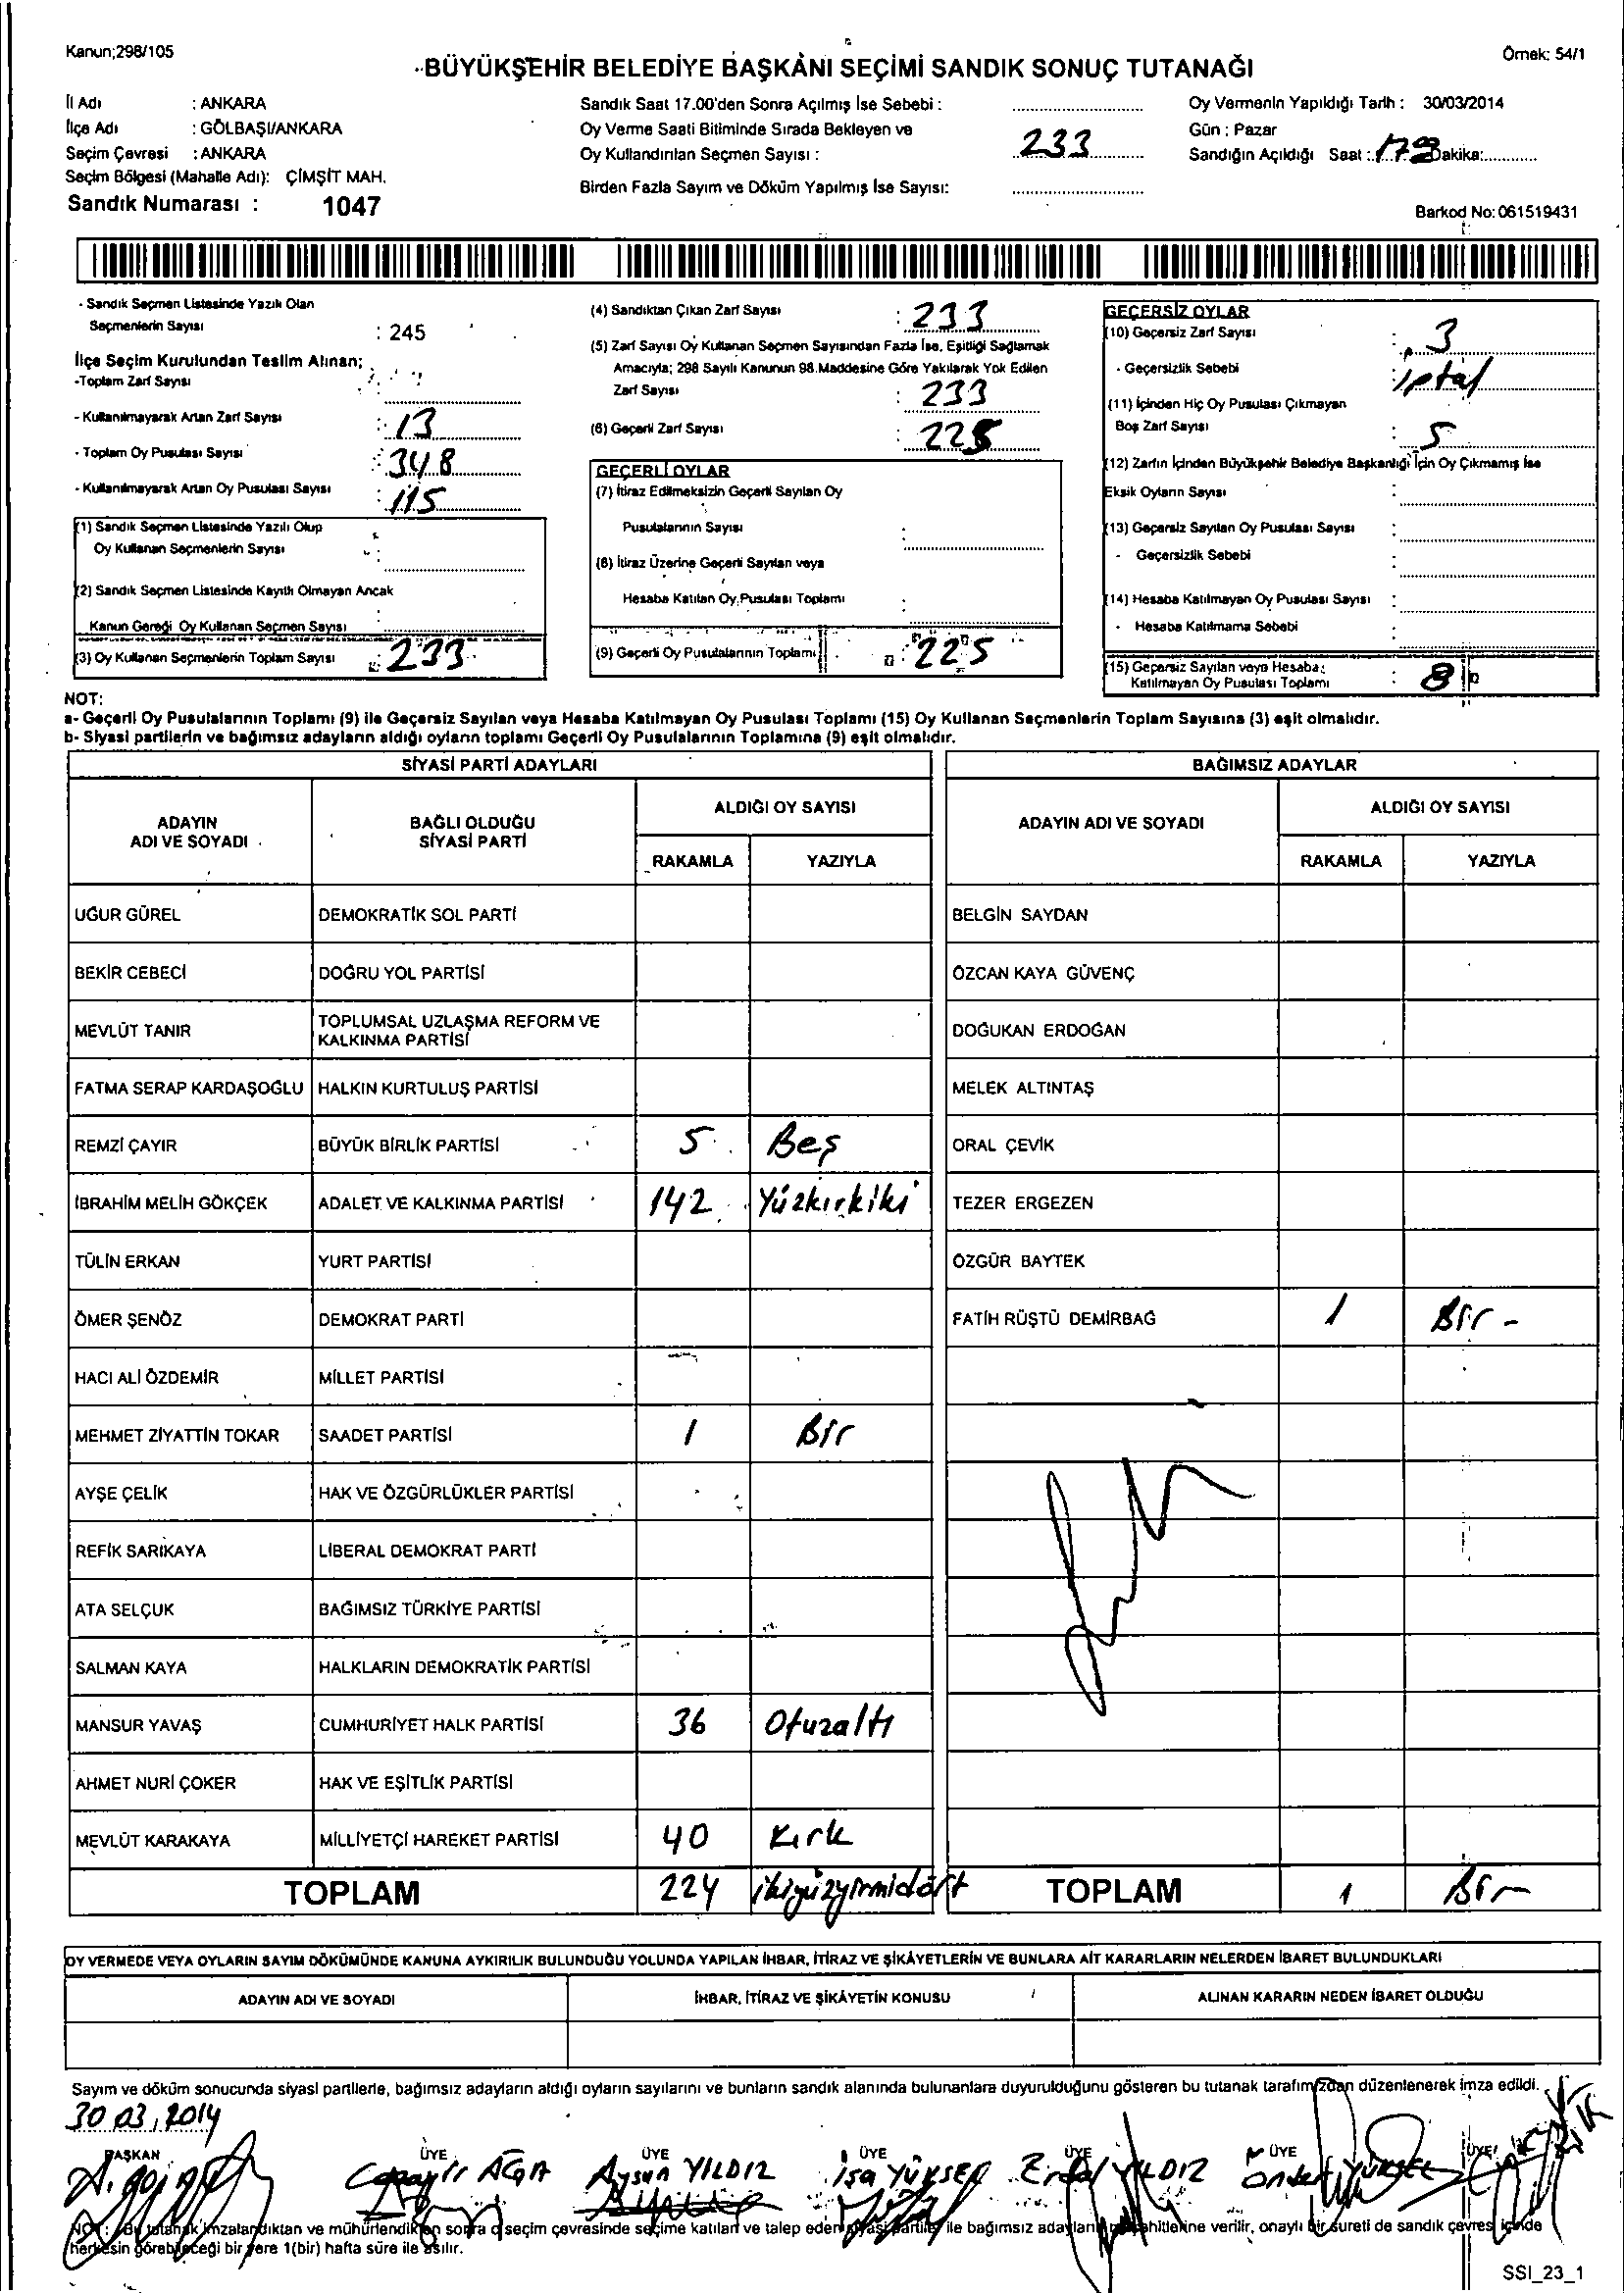 Kanun;298/105
Örnek: 54/1
BÜYÜKŞEHİR BELEDİYE BAŞKANI SEÇİMİ SANDIK SONUÇ TUTANAĞI
İl Adı : ANKARA
İlçe Adı : GÖLBAŞI/ANKARA
Seçim Çevresi : ANKARA
Seçim Bölgesi (Mahalle Adı): ÇİMŞİT MAH.
Sandık Numarası : 1047
Sandık Saat 17.00'den Sonra Açılmış İse Sebebi :
Oy Verme Saati Bitiminde Sırada Bekleyen ve
Oy Kullandırılan Seçmen Sayısı : 233
Birden Fazla Sayım ve Döküm Yapılmış İse Sayısı:
Oy Vermenin Yapıldığı Tarih : 30/03/2014
Gün : Pazar
Sandığın Açıldığı Saat : Dakika:
Barkod No: 061519431
- Sandık Seçmen Listesinde Yazılı Olan
Seçmenlerin Sayısı : 245
İlçe Seçim Kurulundan Teslim Alınan;
-Toplam Zarf Sayısı :
- Kullanılmayarak Artan Zarf Sayısı : 13
- Toplam Oy Pusulası Sayısı : 348
- Kullanılmayarak Artan Oy Pusulası Sayısı : 115
(1) Sandık Seçmen Listesinde Yazılı Olup
Oy Kullanan Seçmenlerin Sayısı :
(2) Sandık Seçmen Listesinde Kayıtlı Olmayan Ancak
Kanun Gereği Oy Kullanan Seçmen Sayısı :
(3) Oy Kullanan Seçmenlerin Toplam Sayısı : 233
(4) Sandıktan Çıkan Zarf Sayısı : 233
(5) Zarf Sayısı Oy Kullanan Seçmen Sayısından Fazla İse, Eşitliği Sağlamak
Amacıyla; 298 Sayılı Kanunun 98.Maddesine Göre Yakılarak Yok Edilen
Zarf Sayısı : 233
(6) Geçerli Zarf Sayısı : 225
GEÇERLİ OYLAR
(7) İtiraz Edilmeksizin Geçerli Sayılan Oy
Pusulalarının Sayısı :
(8) İtiraz Üzerine Geçerli Sayılan veya
Hesaba Katılan Oy Pusulası Toplamı :
(9) Geçerli Oy Pusulalarının Toplamı : 225
GEÇERSİZ OYLAR
(10) Geçersiz Zarf Sayısı : 3
- Geçersizlik Sebebi : iptal
(11) İçinden Hiç Oy Pusulası Çıkmayan
Boş Zarf Sayısı : 5
(12) Zarfın İçinden Büyükşehir Belediye Başkanlığı İçin Oy Çıkmamış İse
Eksik Oyların Sayısı :
(13) Geçersiz Sayılan Oy Pusulası Sayısı :
- Geçersizlik Sebebi :
(14) Hesaba Katılmayan Oy Pusulası Sayısı :
- Hesaba Katılmama Sebebi :
(15) Geçersiz Sayılan veya Hesaba
Katılmayan Oy Pusulası Toplamı : 8
NOT:
a- Geçerli Oy Pusulalarının Toplamı (9) ile Geçersiz Sayılan veya Hesaba Katılmayan Oy Pusulası Toplamı (15) Oy Kullanan Seçmenlerin Toplam Sayısına (3) eşit olmalıdır.
b- Siyasi partilerin ve bağımsız adayların aldığı oyların toplamı Geçerli Oy Pusulalarının Toplamına (9) eşit olmalıdır.
SİYASİ PARTİ ADAYLARI
ADAYIN ADI VE SOYADI BAĞLI OLDUĞU SİYASİ PARTİ ALDIĞI OY SAYISI
RAKAMLA YAZIYLA
UĞUR GÜREL DEMOKRATİK SOL PARTİ
BEKİR CEBECİ DOĞRU YOL PARTİSİ
MEVLÜT TANIR TOPLUMSAL UZLAŞMA REFORM VE KALKINMA PARTİSİ
FATMA SERAP KARDAŞOĞLU HALKIN KURTULUŞ PARTİSİ
REMZİ ÇAYIR BÜYÜK BİRLİK PARTİSİ 5 Beş
İBRAHİM MELİH GÖKÇEK ADALET VE KALKINMA PARTİSİ 142 Yüzkırkiki
TÜLİN ERKAN YURT PARTİSİ
ÖMER ŞENÖZ DEMOKRAT PARTİ
HACI ALİ ÖZDEMİR MİLLET PARTİSİ
MEHMET ZİYATTİN TOKAR SAADET PARTİSİ 1 Bir
AYŞE ÇELİK HAK VE ÖZGÜRLÜKLER PARTİSİ
REFİK SARIKAYA LİBERAL DEMOKRAT PARTİ
ATA SELÇUK BAĞIMSIZ TÜRKİYE PARTİSİ
SALMAN KAYA HALKLARIN DEMOKRATİK PARTİSİ
MANSUR YAVAŞ CUMHURİYET HALK PARTİSİ 36 Otuzaltı
AHMET NURİ ÇOKER HAK VE EŞİTLİK PARTİSİ
MEVLÜT KARAKAYA MİLLİYETÇİ HAREKET PARTİSİ 40 Kırk
TOPLAM 224 ikiyüzyirmidört
BAĞIMSIZ ADAYLAR
ADAYIN ADI VE SOYADI ALDIĞI OY SAYISI
RAKAMLA YAZIYLA
BELGİN SAYDAN
ÖZCAN KAYA GÜVENÇ
DOĞUKAN ERDOĞAN
MELEK ALTINTAŞ
ORAL ÇEVİK
TEZER ERGEZEN
ÖZGÜR BAYTEK
FATİH RÜŞTÜ DEMİRBAĞ 1 Bir -
TOPLAM 1 Bir
OY VERMEDE VEYA OYLARIN SAYIM DÖKÜMÜNDE KANUNA AYKIRILIK BULUNDUĞU YOLUNDA YAPILAN İHBAR, İTİRAZ VE ŞİKÂYETLERİN VE BUNLARA AİT KARARLARIN NELERDEN İBARET BULUNDUKLARI
ADAYIN ADI VE SOYADI İHBAR, İTİRAZ VE ŞİKÂYETİN KONUSU ALINAN KARARIN NEDEN İBARET OLDUĞU
Sayım ve döküm sonucunda siyasi partilerle, bağımsız adayların aldığı oyların sayılarını ve bunların sandık alanında bulunanlara duyurulduğunu gösteren bu tutanak tarafımızdan düzenlenerek imza edildi.
30 03, 2014
BAŞKAN ÜYE ÜYE ÜYE ÜYE ÜYE ÜYE
AĞA Aysun YILDIZ İsa YÜKSEL Erdal YILDIZ Önder YÜKSEL
NOT: Bu tutanak imzalandıktan ve mühürlendikten sonra o seçim çevresinde seçime katılan ve talep eden siyasi partiler ile bağımsız adayların müşahitlerine verilir, onaylı bir sureti de sandık çevresi içinde
herkesin görebileceği bir yere 1(bir) hafta süre ile asılır.
SSI_23_1